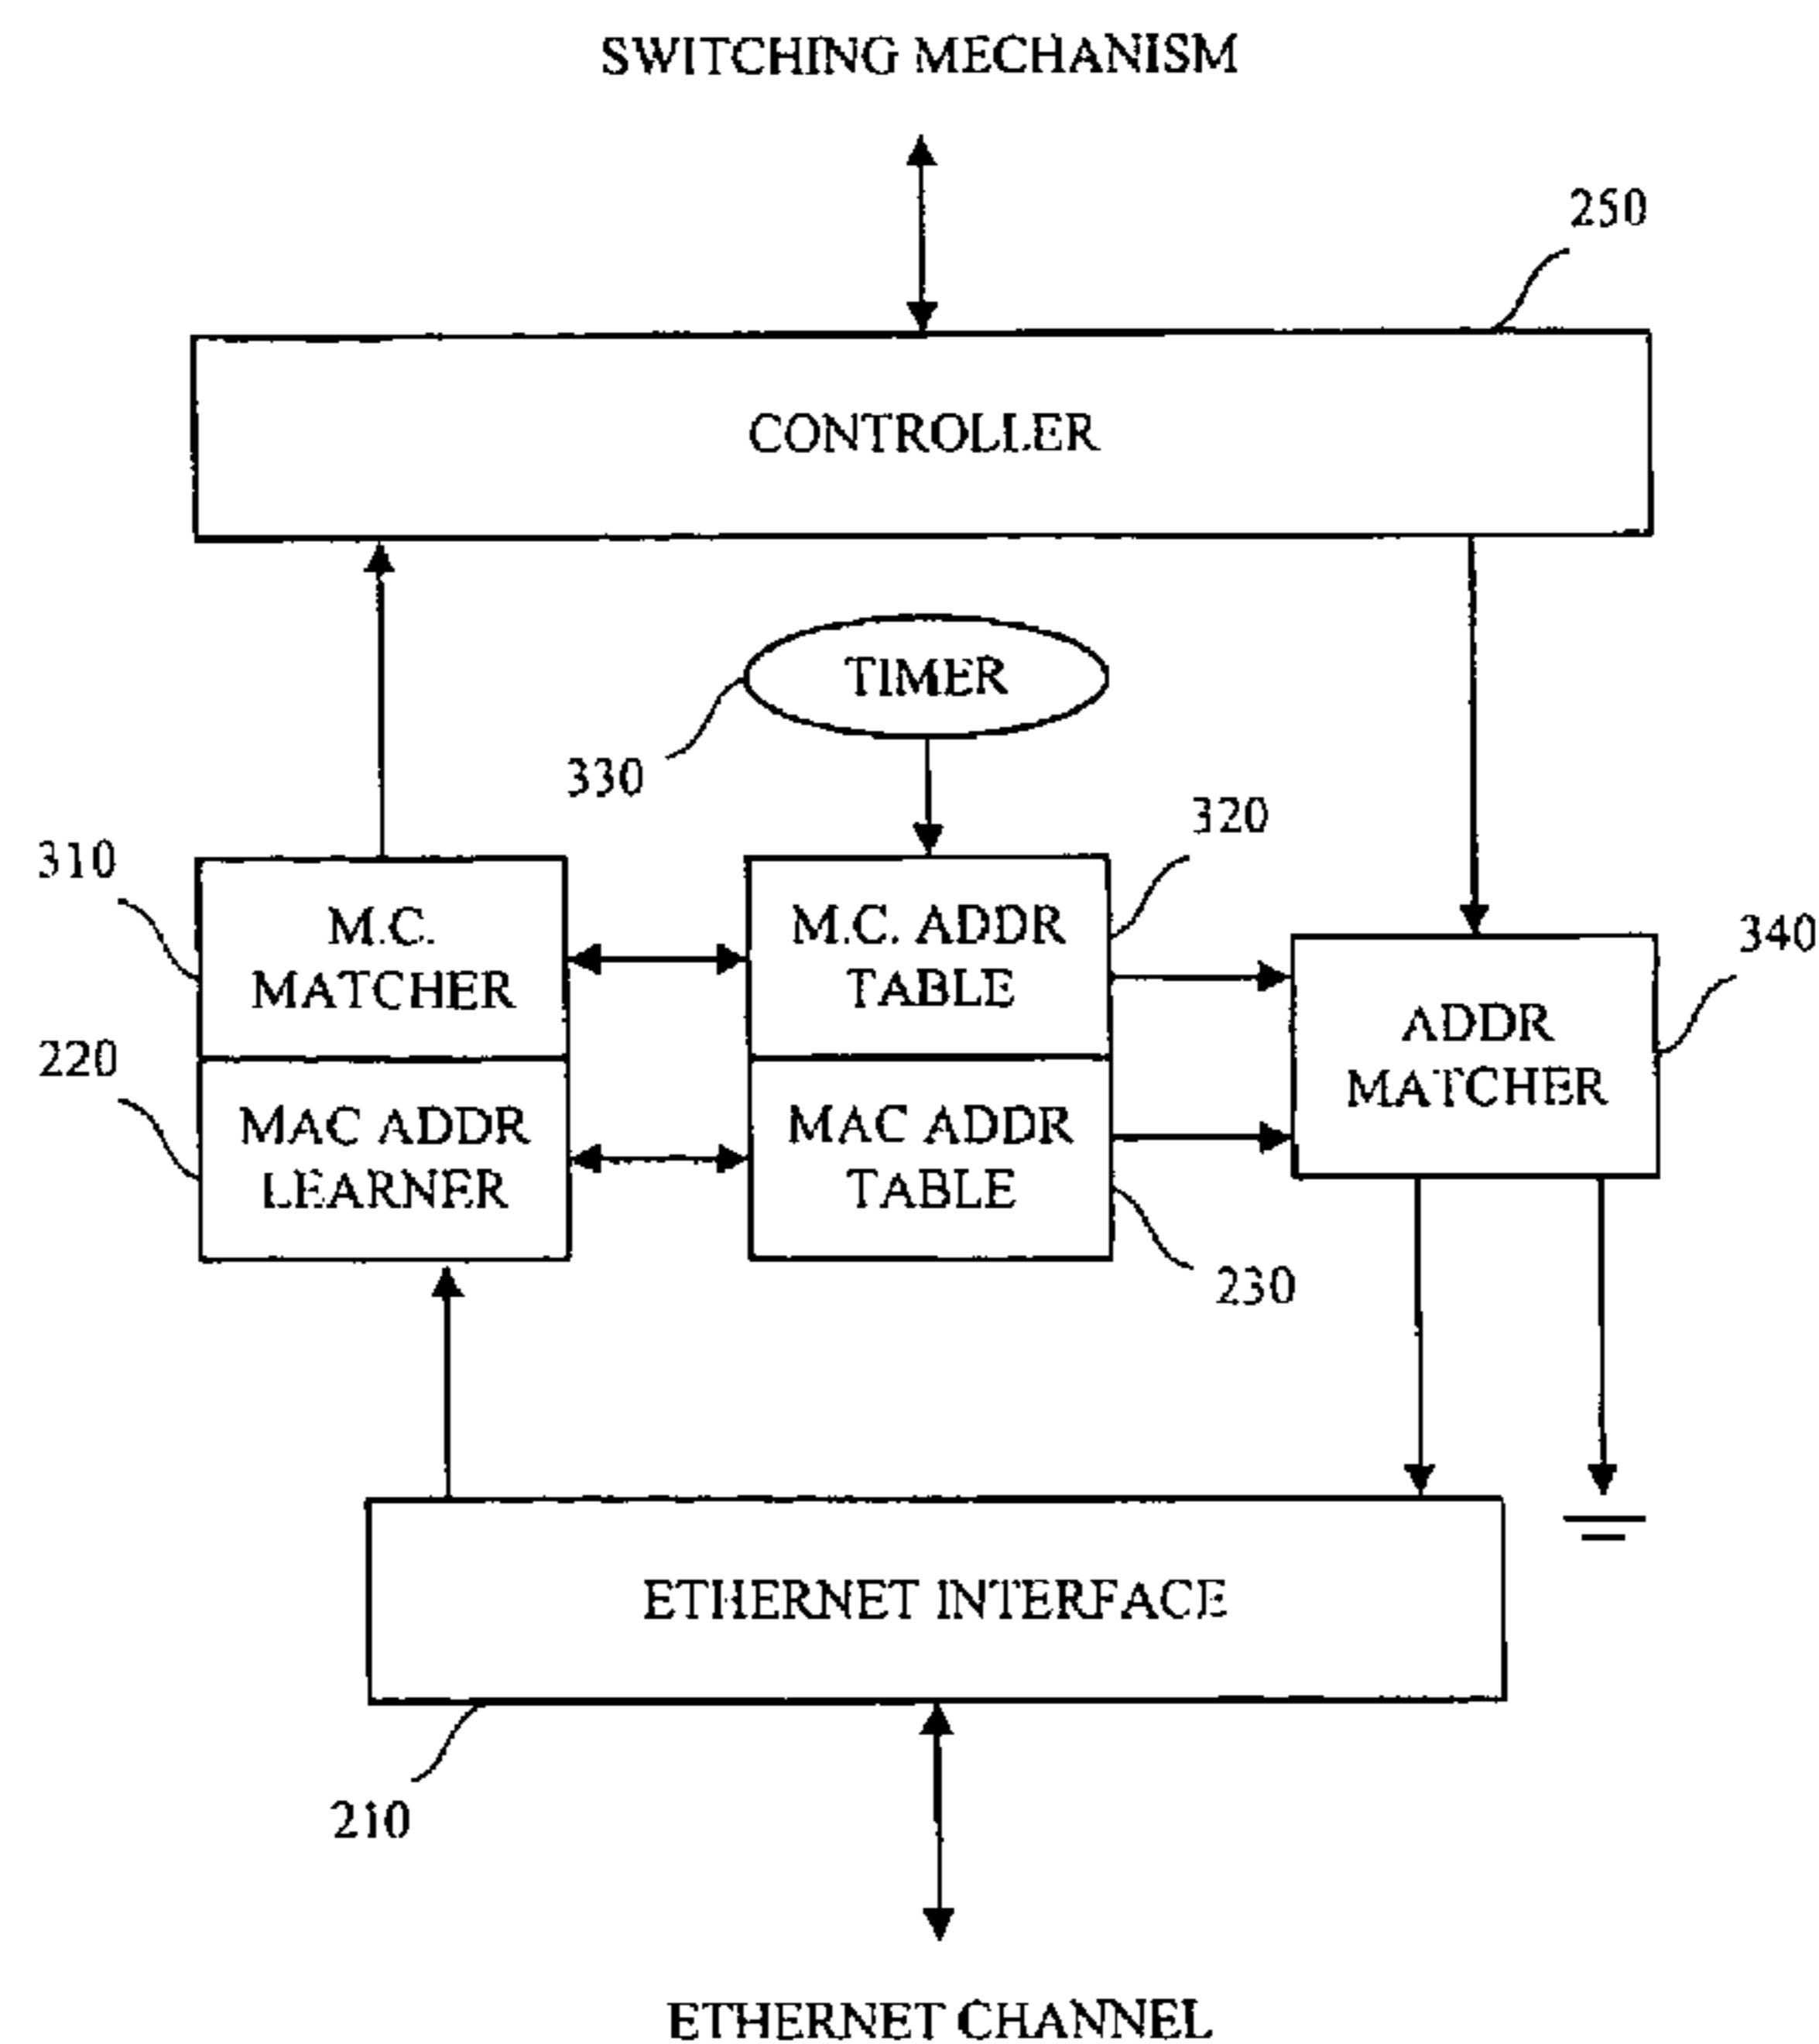 SWITCHING MECHANISM
250
CONTROLLER
TIMER
330
320
310
M.C.
MATCHER
M.C. ADDR
TABLE
340
ADDR
MATCHER
220
MAC ADDR
LEARNER
MAC ADDR
TABLE
230
ETHERNET INTERFACE
210
ETHERNET CHANNEL